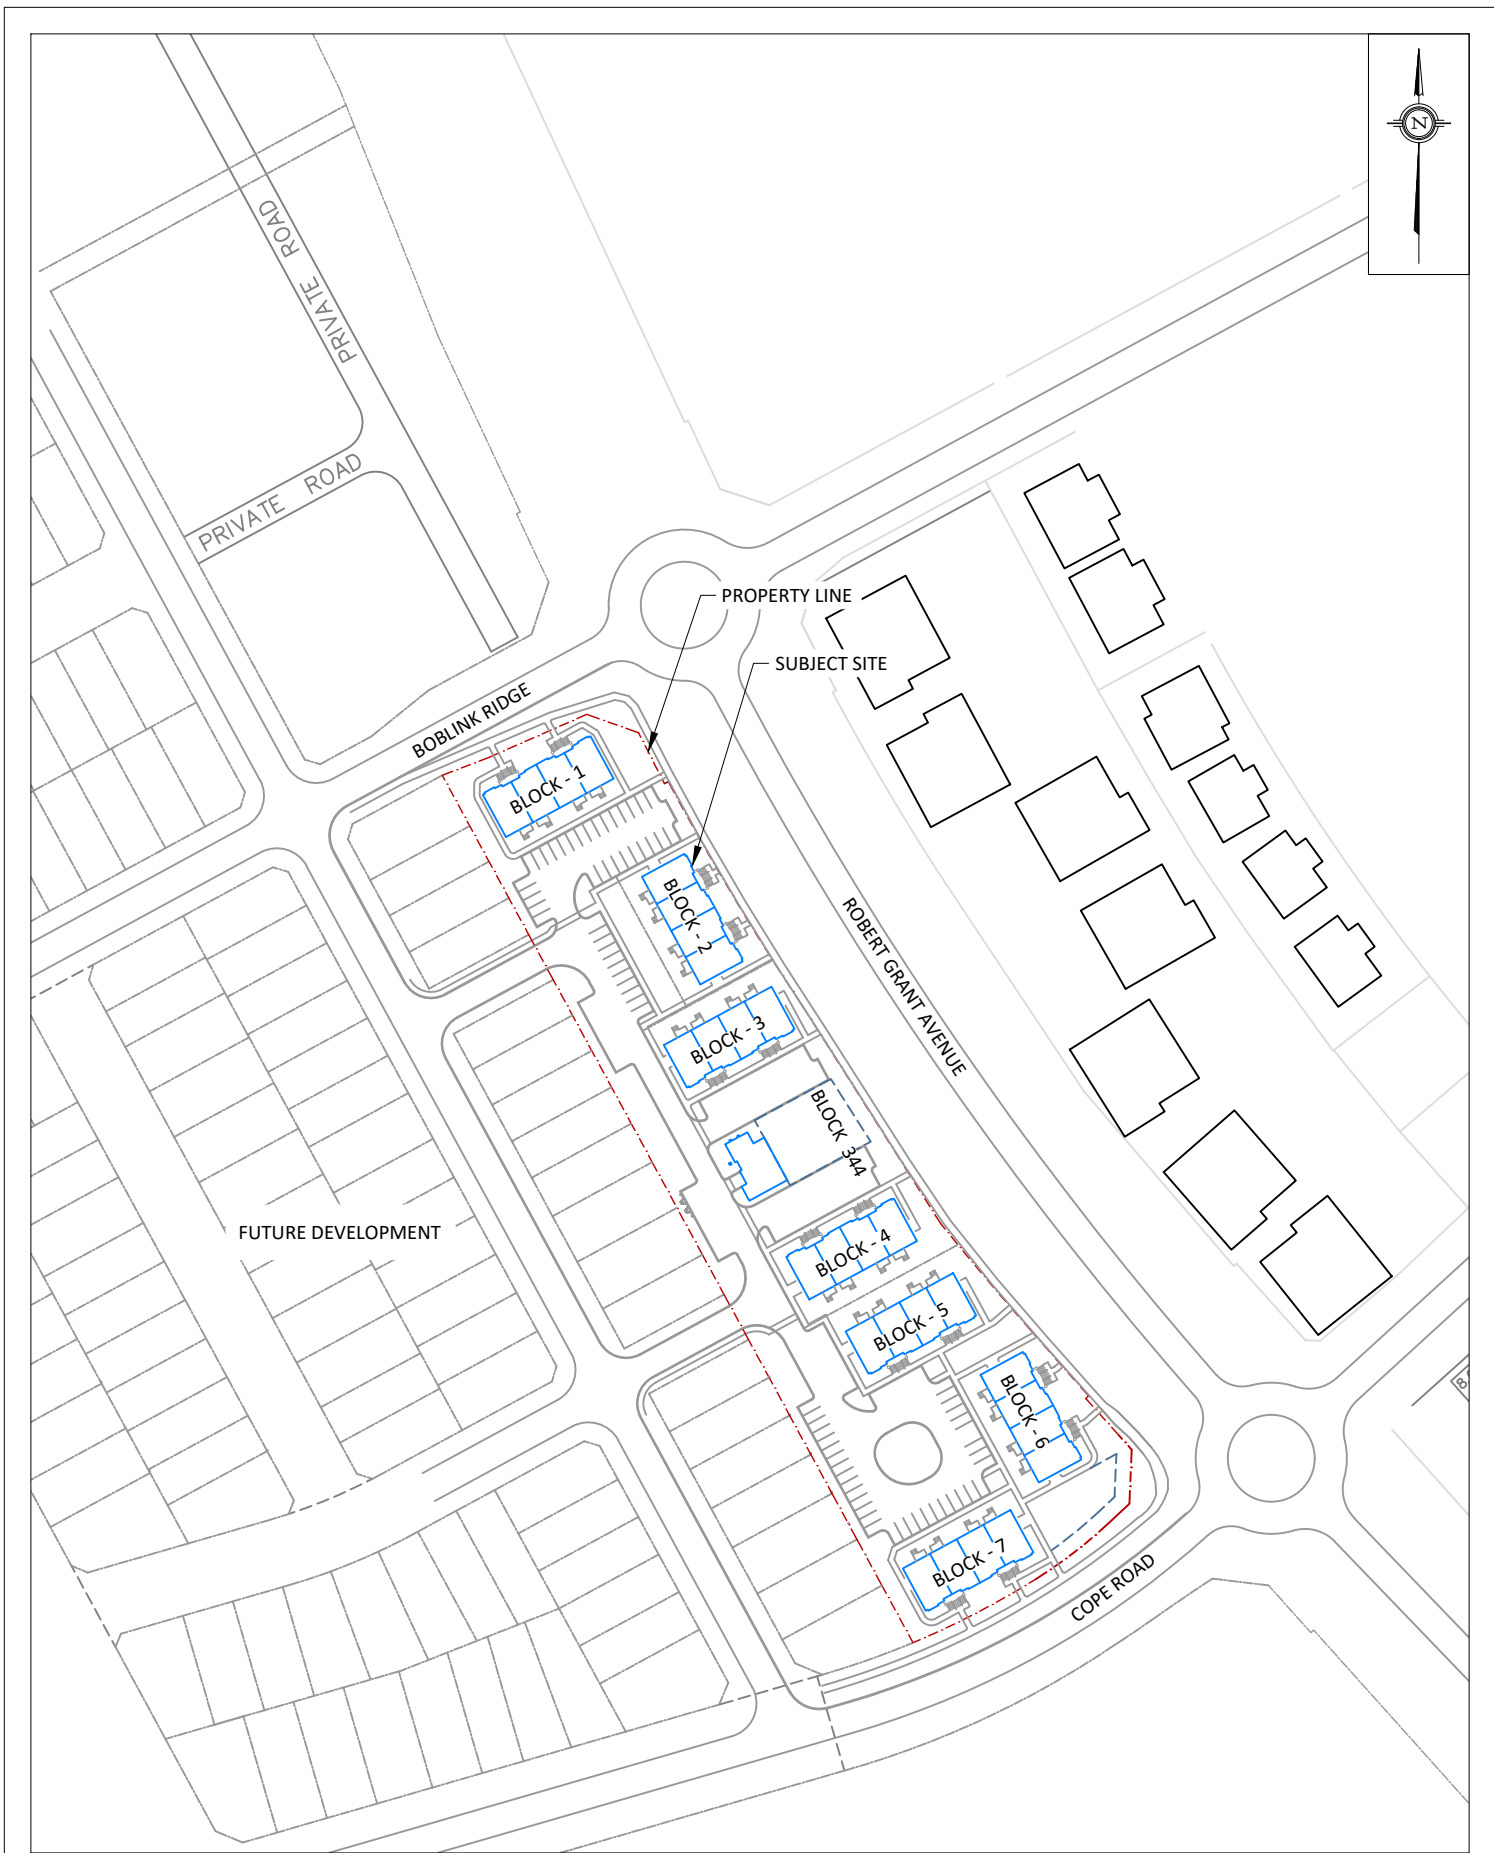 N
PRIVATE ROAD
PRIVATE ROAD
PROPERTY LINE
SUBJECT SITE
BOBLINK RIDGE
BLOCK - 1
BLOCK - 2
ROBERT GRANT AVENUE
BLOCK - 3
BLOCK 344
FUTURE DEVELOPMENT
BLOCK - 4
BLOCK - 5
BLOCK - 6
BLOCK - 7
COPE ROAD